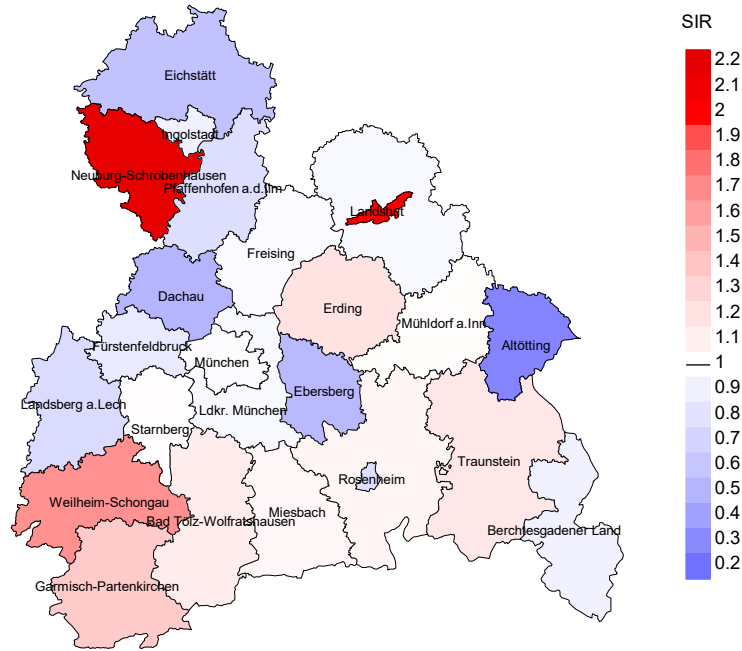 SIR
Eichstätt
Ingolstadt
Neuburg-Schrobenhausen
Pfaffenhofen a.d.Ilm
Landshut
Freising
Dachau
Erding
Mühldorf a.Inn
Altötting
Fürstenfeldbruck
München
Ebersberg
Landsberg a.Lech
Ldkr. München
Starnberg
Traunstein
Rosenheim
Weilheim-Schongau
Miesbach
Bad Tölz-Wolfratshausen
Berchtesgadener Land
Garmisch-Partenkirchen
2.2
2.1
2
1.9
1.8
1.7
1.6
1.5
1.4
1.3
1.2
1.1
1
0.9
0.8
0.7
0.6
0.5
0.4
0.3
0.2